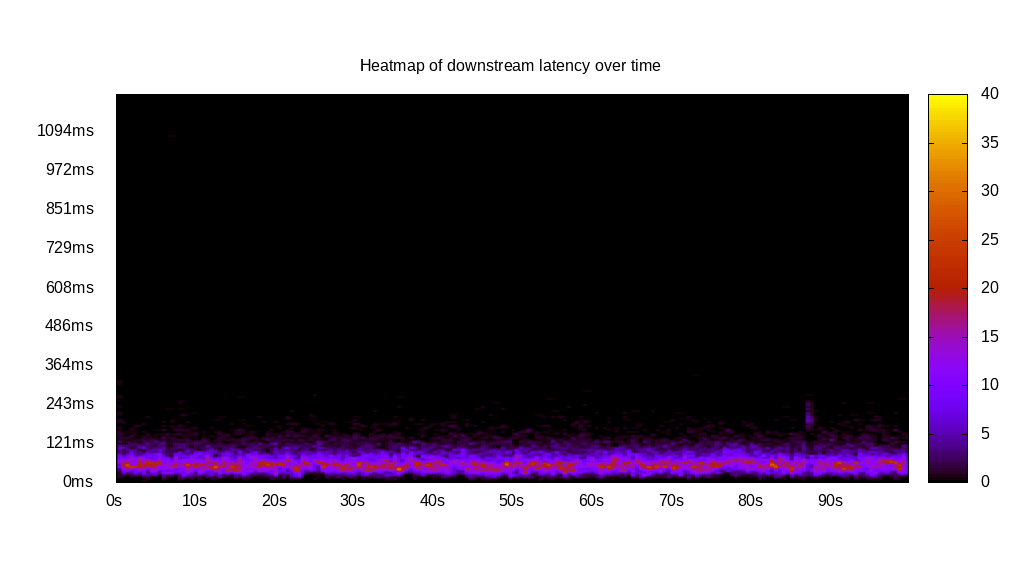 Heatmap of downstream latency over time
1094ms
972ms
851ms
729ms
608ms
486ms
364ms
243ms
121ms
0ms
0s 10s 20s 30s 40s 50s 60s 70s 80s 90s
40
35
30
25
20
15
10
5
0